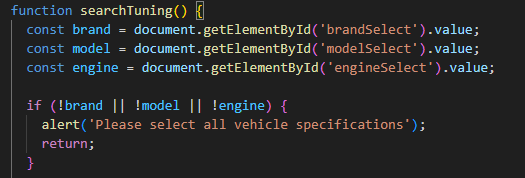 function searchTuning() {
const brand = document.getElementById('brandSelect').value;
const model = document.getElementById('modelSelect').value;
const engine = document.getElementById('engineSelect').value;
if (!brand || !model || !engine) {
alert('Please select all vehicle specifications');
return;
}